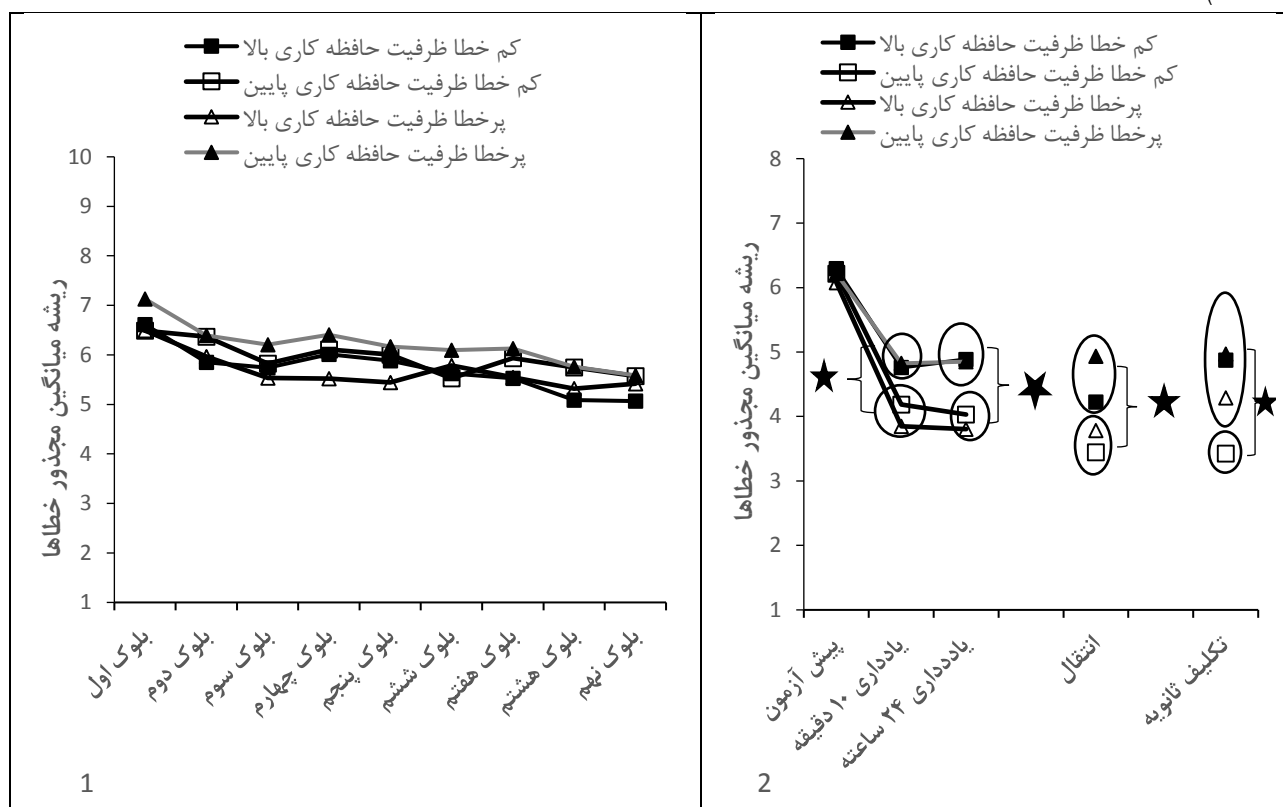 کم خطا ظرفیت حافظه کاری بالا
کم خطا ظرفیت حافظه کاری پایین
پرخطا ظرفیت حافظه کاری بالا
پرخطا ظرفیت حافظه کاری پایین
ریشه میانگین مجذور خطاها
10
9
8
7
6
5
4
3
2
1
بلوک اول
بلوک دوم
بلوک سوم
بلوک چهارم
بلوک پنجم
بلوک ششم
بلوک هفتم
بلوک هشتم
بلوک نهم
1
کم خطا ظرفیت حافظه کاری بالا
کم خطا ظرفیت حافظه کاری پایین
پرخطا ظرفیت حافظه کاری بالا
پرخطا ظرفیت حافظه کاری پایین
ریشه میانگین مجذور خطاها
8
7
6
5
4
3
2
1
پیش آزمون
یادداری ۱۰ دقیقه
یادداری ۲۴ ساعته
انتقال
تکلیف ثانویه
2